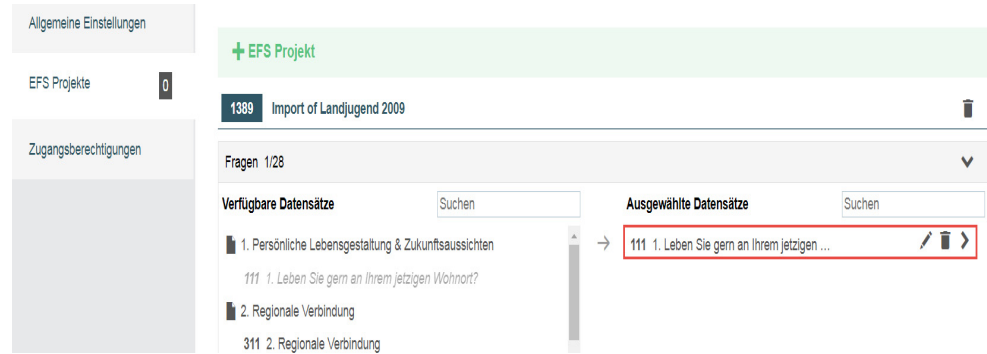 Allgemeine Einstellungen
EFS Projekte 0
Zugangsberechtigungen
+ EFS Projekt
1389 Import of Landjugend 2009
Fragen 1/28
Verfügbare Datensätze Suchen
1. Persönliche Lebensgestaltung & Zukunftsaussichten
111 1. Leben Sie gern an Ihrem jetzigen Wohnort?
2. Regionale Verbindung
311 2. Regionale Verbindung
Ausgewählte Datensätze Suchen
111 1. Leben Sie gern an Ihrem jetzigen ...